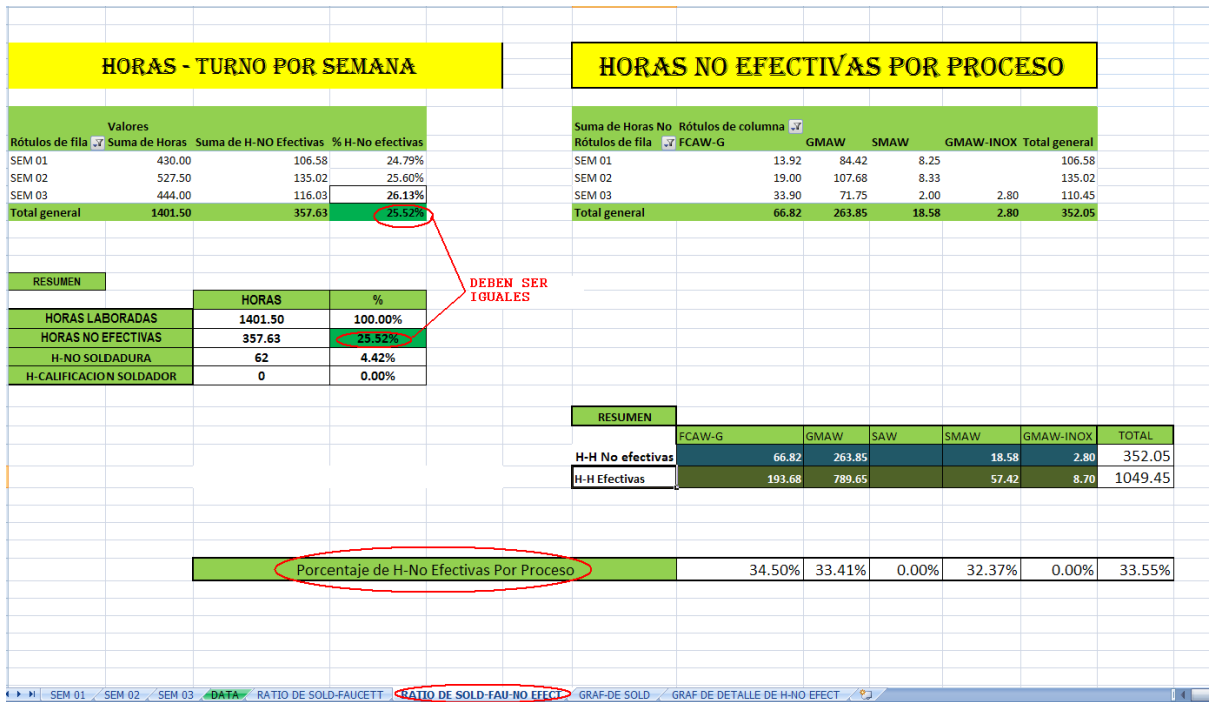 HORAS - TURNO POR SEMANA
HORAS NO EFECTIVAS POR PROCESO
Valores
Rótulos de fila Suma de Horas Suma de H-NO Efectivas % H-No efectivas
SEM 01 430.00 106.58 24.79%
SEM 02 527.50 135.02 25.60%
SEM 03 444.00 116.03 26.13%
Total general 1401.50 357.63 25.52%
Suma de Horas No Rótulos de columna
Rótulos de fila FCAW-G GMAW SMAW GMAW-INOX Total general
SEM 01 13.92 84.42 8.25 106.58
SEM 02 19.00 107.68 8.33 135.02
SEM 03 33.90 71.75 2.00 2.80 110.45
Total general 66.82 263.85 18.58 2.80 352.05
DEBEN SER
IGUALES
RESUMEN
HORAS %
HORAS LABORADAS 1401.50 100.00%
HORAS NO EFECTIVAS 357.63 25.52%
H-NO SOLDADURA 62 4.42%
H-CALIFICACION SOLDADOR 0 0.00%
RESUMEN
FCAW-G GMAW SAW SMAW GMAW-INOX TOTAL
H-H No efectivas 66.82 263.85 18.58 2.80 352.05
H-H Efectivas 193.68 789.65 57.42 8.70 1049.45
Porcentaje de H-No Efectivas Por Proceso 34.50% 33.41% 0.00% 32.37% 0.00% 33.55%
SEM 01 SEM 02 SEM 03 DATA RATIO DE SOLD-FAUCETT RATIO DE SOLD-FAU-NO EFECT GRAF-DE SOLD GRAF DE DETALLE DE H-NO EFECT